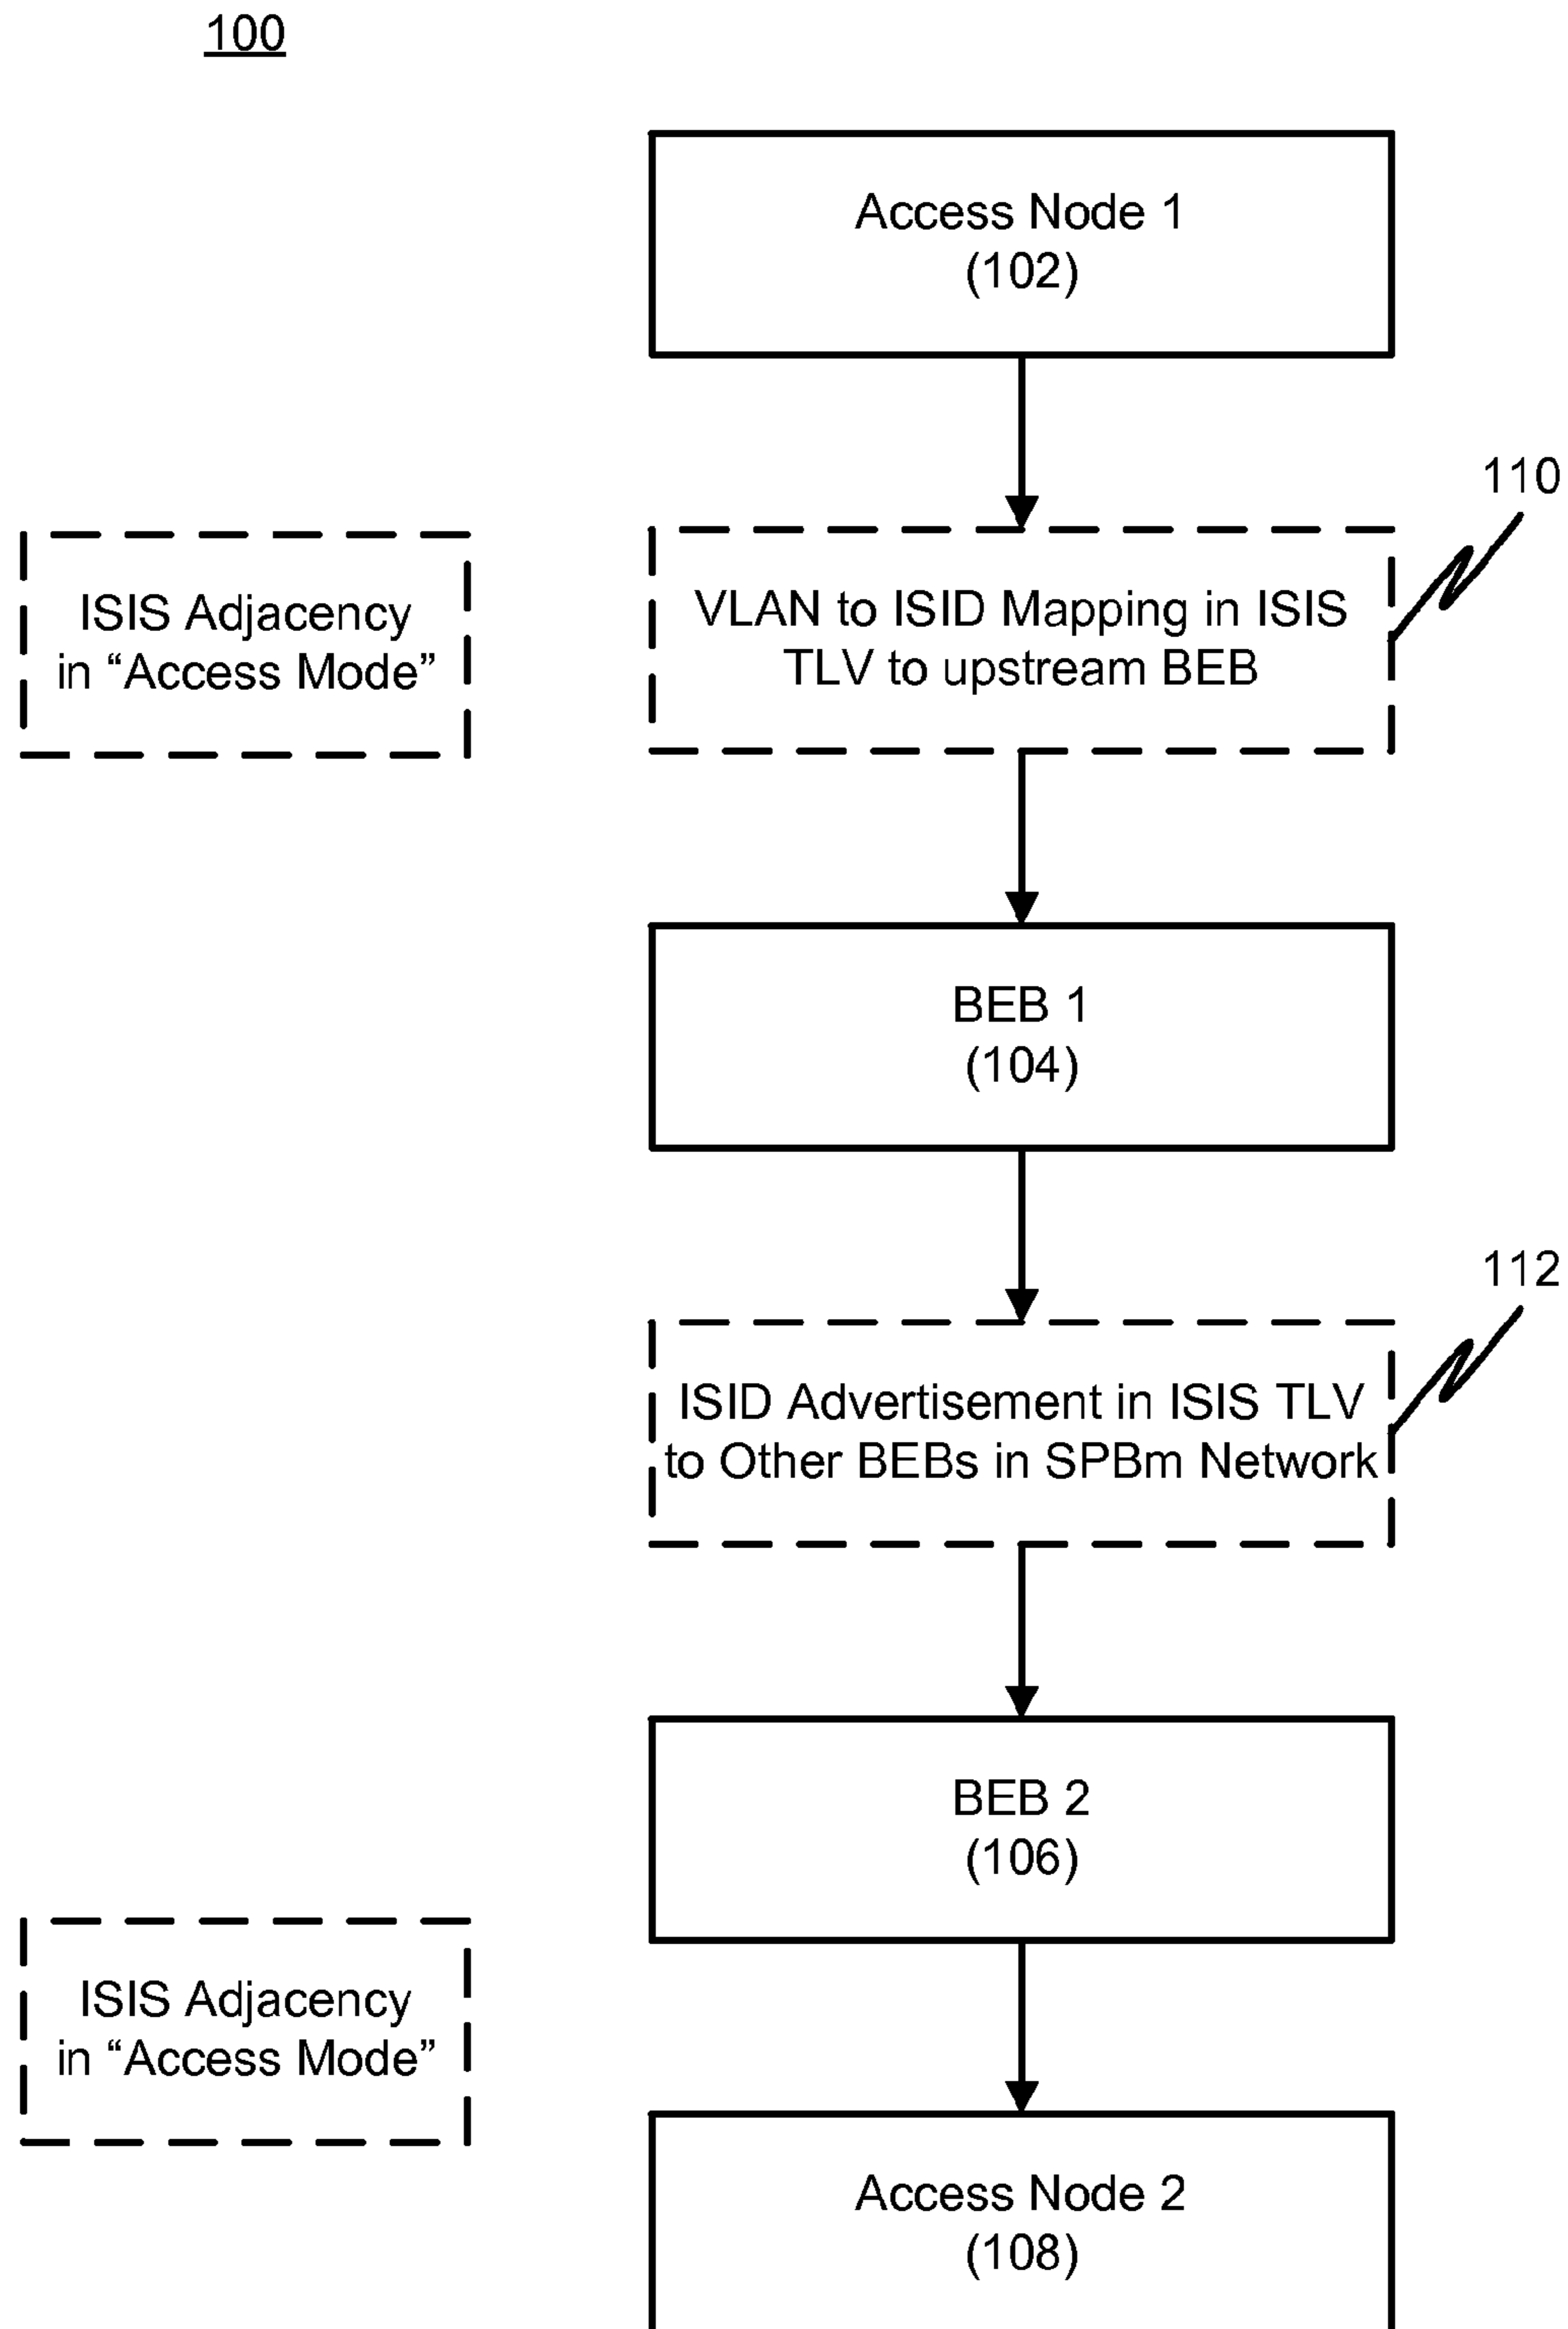 100
Access Node 1
(102)
110
ISIS Adjacency
in “Access Mode”
VLAN to ISID Mapping in ISIS
TLV to upstream BEB
BEB 1
(104)
112
ISID Advertisement in ISIS TLV
to Other BEBs in SPBm Network
BEB 2
(106)
ISIS Adjacency
in “Access Mode”
Access Node 2
(108)